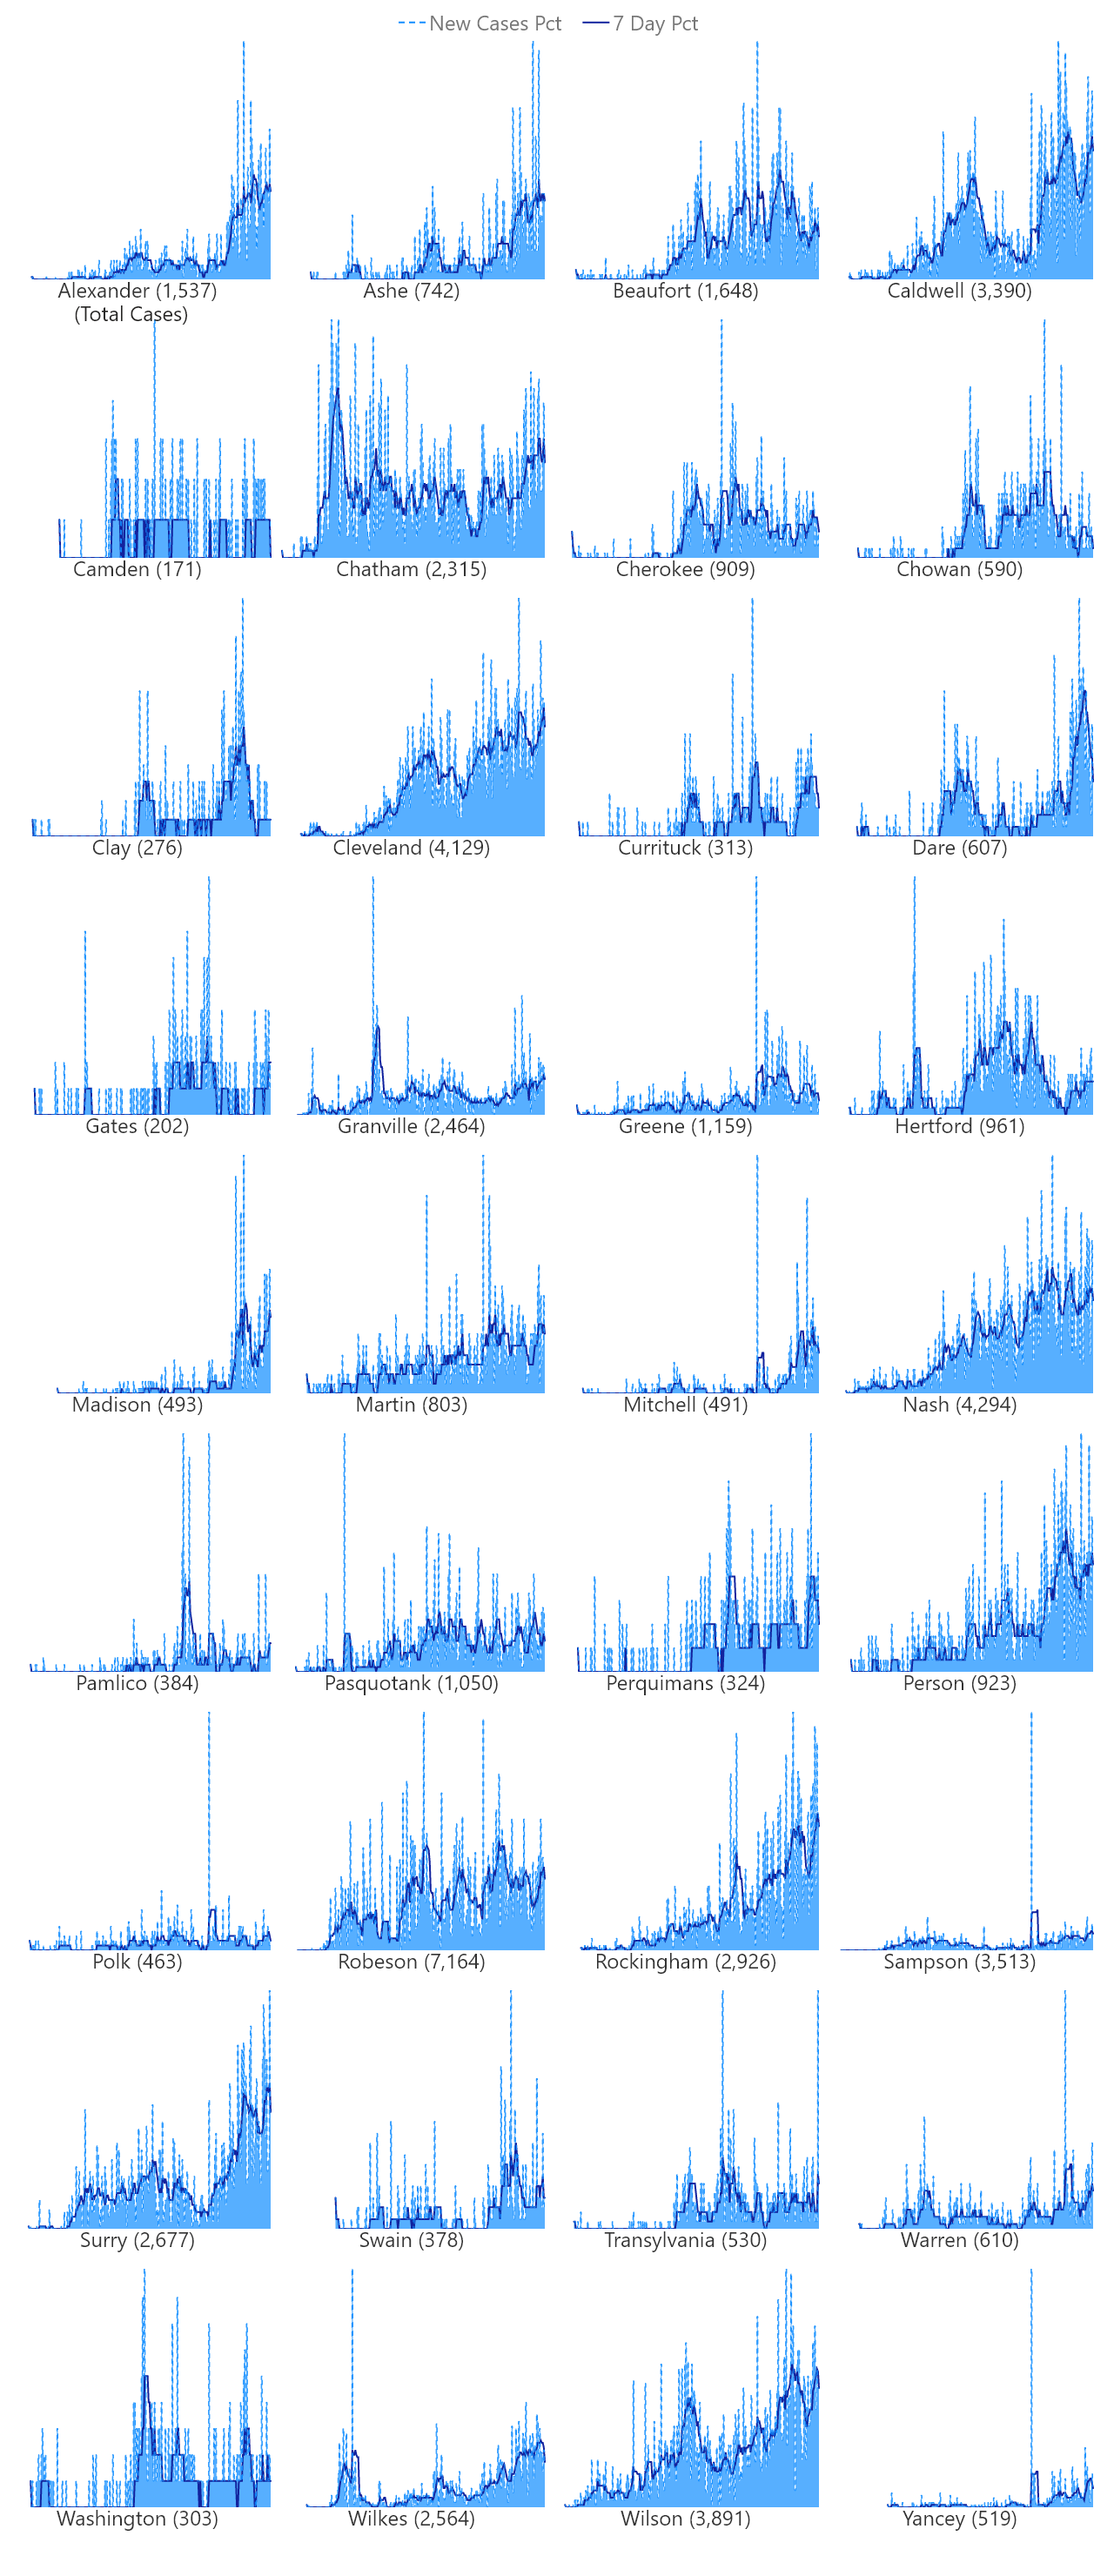 New Cases Pct 7 Day Pct
Alexander (1,537) Ashe (742) Beaufort (1,648) Caldwell (3,390)
(Total Cases)
Camden (171) Chatham (2,315) Cherokee (909) Chowan (590)
Clay (276) Cleveland (4,129) Currituck (313) Dare (607)
Gates (202) Granville (2,464) Greene (1,159) Hertford (961)
Madison (493) Martin (803) Mitchell (491) Nash (4,294)
Pamlico (384) Pasquotank (1,050) Perquimans (324) Person (923)
Polk (463) Robeson (7,164) Rockingham (2,926) Sampson (3,513)
Surry (2,677) Swain (378) Transylvania (530) Warren (610)
Washington (303) Wilkes (2,564) Wilson (3,891) Yancey (519)